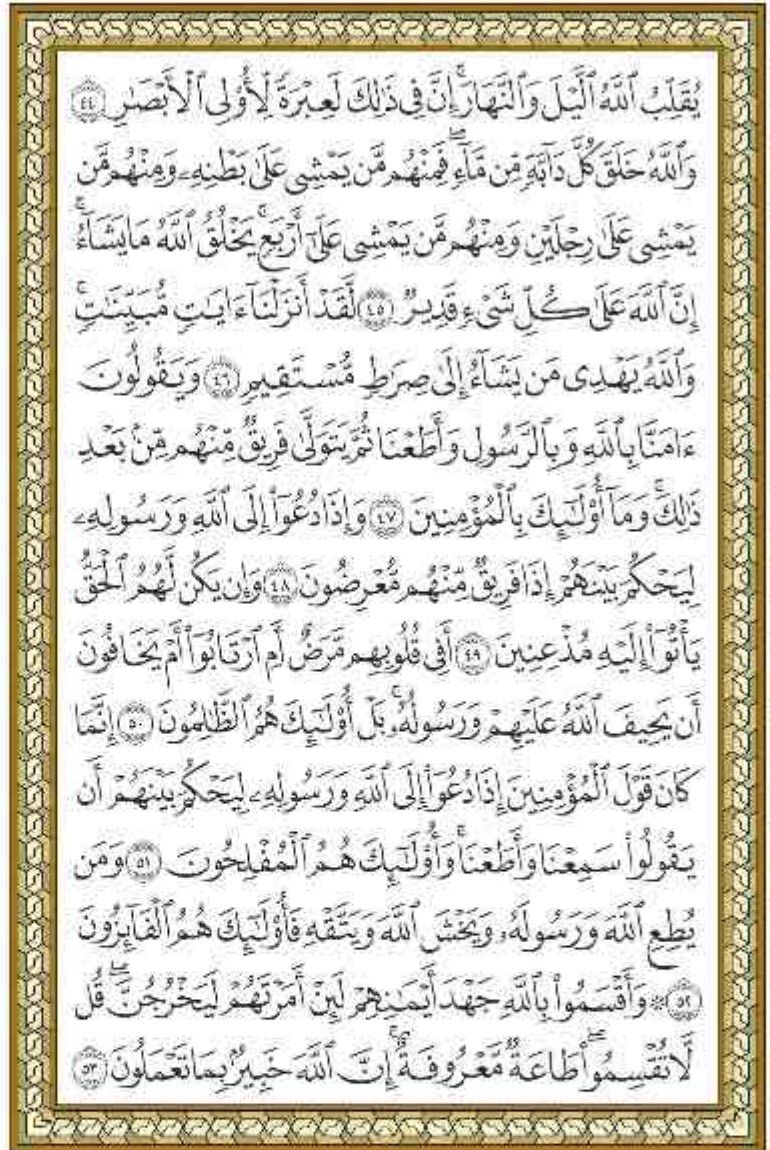 يُقَلِّبُ ٱللَّهُ ٱلَّيْلَ وَٱلنَّهَارَۚ إِنَّ فِى ذَٰلِكَ لَعِبْرَةً لِّأُو۟لِى ٱلْأَبْصَٰرِ ٤٤
وَٱللَّهُ خَلَقَ كُلَّ دَآبَّةٍ مِّن مَّآءٍۖ فَمِنْهُم مَّن يَمْشِى عَلَىٰ بَطْنِهِۦ وَمِنْهُم مَّن
يَمْشِى عَلَىٰ رِجْلَيْنِ وَمِنْهُم مَّن يَمْشِى عَلَىٰٓ أَرْبَعٍۚ يَخْلُقُ ٱللَّهُ مَا يَشَآءُۚ
إِنَّ ٱللَّهَ عَلَىٰ كُلِّ شَىْءٍ قَدِيرٌ ٤٥ لَّقَدْ أَنزَلْنَآ ءَايَٰتٍ مُّبَيِّنَٰتٍۚ
وَٱللَّهُ يَهْدِى مَن يَشَآءُ إِلَىٰ صِرَٰطٍ مُّسْتَقِيمٍ ٤٦ وَيَقُولُونَ
ءَامَنَّا بِٱللَّهِ وَبِٱلرَّسُولِ وَأَطَعْنَا ثُمَّ يَتَوَلَّىٰ فَرِيقٌ مِّنْهُم مِّنۢ بَعْدِ
ذَٰلِكَۚ وَمَآ أُو۟لَٰٓئِكَ بِٱلْمُؤْمِنِينَ ٤٧ وَإِذَا دُعُوٓا۟ إِلَى ٱللَّهِ وَرَسُولِهِۦ
لِيَحْكُمَ بَيْنَهُمْ إِذَا فَرِيقٌ مِّنْهُم مُّعْرِضُونَ ٤٨ وَإِن يَكُن لَّهُمُ ٱلْحَقُّ
يَأْتُوٓا۟ إِلَيْهِ مُذْعِنِينَ ٤٩ أَفِى قُلُوبِهِم مَّرَضٌ أَمِ ٱرْتَابُوٓا۟ أَمْ يَخَافُونَ
أَن يَحِيفَ ٱللَّهُ عَلَيْهِمْ وَرَسُولُهُۥۚ بَلْ أُو۟لَٰٓئِكَ هُمُ ٱلظَّٰلِمُونَ ٥٠ إِنَّمَا
كَانَ قَوْلَ ٱلْمُؤْمِنِينَ إِذَا دُعُوٓا۟ إِلَى ٱللَّهِ وَرَسُولِهِۦ لِيَحْكُمَ بَيْنَهُمْ أَن
يَقُولُوا۟ سَمِعْنَا وَأَطَعْنَاۚ وَأُو۟لَٰٓئِكَ هُمُ ٱلْمُفْلِحُونَ ٥١ وَمَن
يُطِعِ ٱللَّهَ وَرَسُولَهُۥ وَيَخْشَ ٱللَّهَ وَيَتَّقْهِ فَأُو۟لَٰٓئِكَ هُمُ ٱلْفَآئِزُونَ
٥٢ ۞ وَأَقْسَمُوا۟ بِٱللَّهِ جَهْدَ أَيْمَٰنِهِمْ لَئِنْ أَمَرْتَهُمْ لَيَخْرُجُنَّۖ قُل
لَّا تُقْسِمُوا۟ۖ طَاعَةٌ مَّعْرُوفَةٌۚ إِنَّ ٱللَّهَ خَبِيرٌۢ بِمَا تَعْمَلُونَ ٥٣